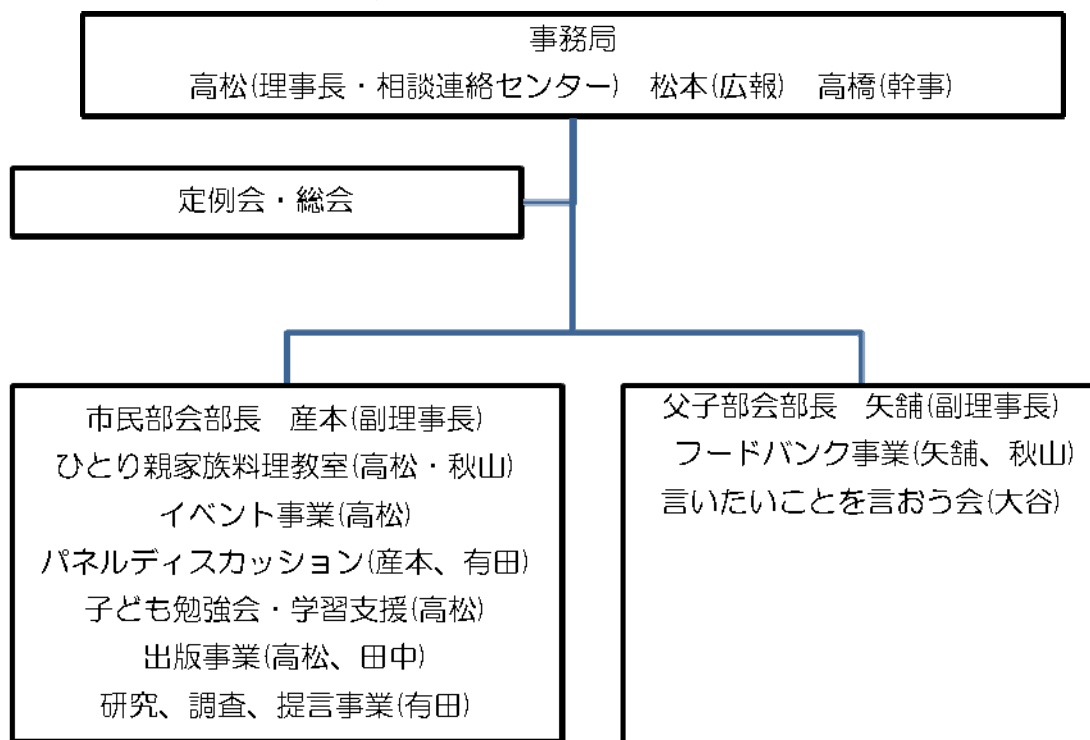 事務局
高松(理事長・相談連絡センター)　松本(広報)　高橋(幹事)
定例会・総会
市民部会部長　産本(副理事長)
ひとり親家族料理教室(高松・秋山)
イベント事業(高松)
パネルディスカッション(産本、有田)
子ども勉強会・学習支援(高松)
出版事業(高松、田中)
研究、調査、提言事業(有田)
父子部会部長　矢舗(副理事長)
フードバンク事業(矢舗、秋山)
言いたいことを言おう会(大谷)